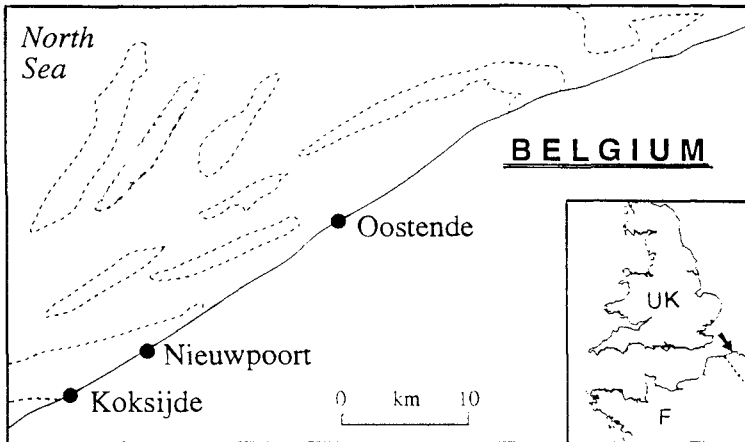 North
Sea
BELGIUM
Oostende
UK
Nieuwpoort
0 km 10
Koksijde
F